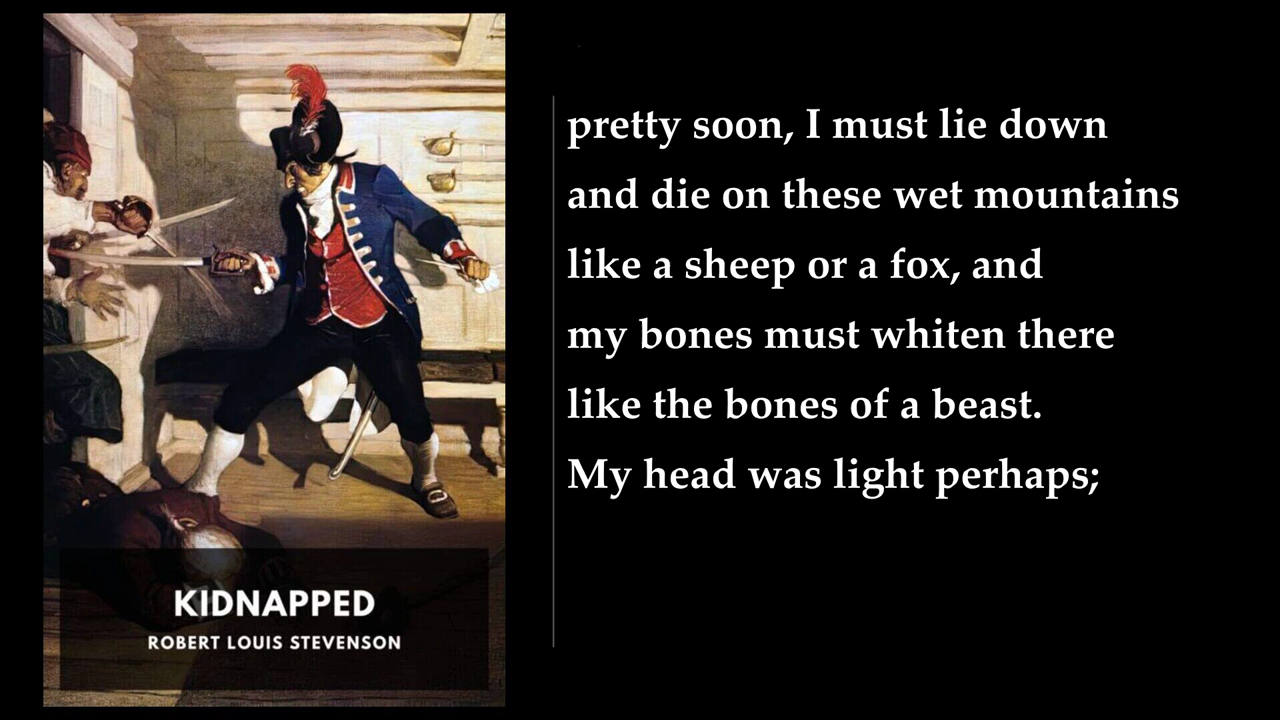 KIDNAPPED
ROBERT LOUIS STEVENSON
pretty soon, I must lie down
and die on these wet mountains
like a sheep or a fox, and
my bones must whiten there
like the bones of a beast.
My head was light perhaps;